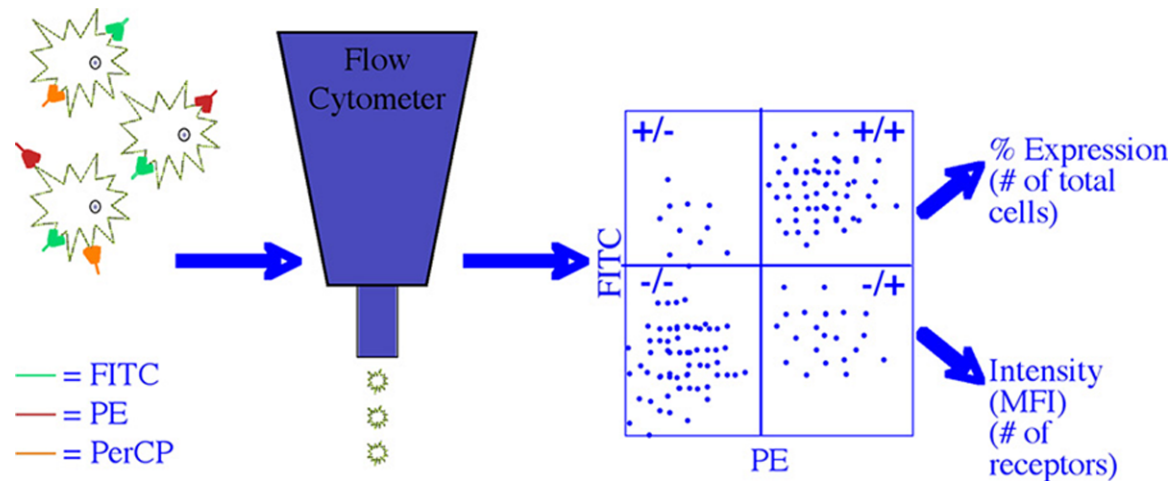 Flow
Cytometer
= FITC
= PE
= PerCP
FITC
+/-
+/+
-/-
-/+
PE
% Expression
(# of total
cells)
Intensity
(MFI)
(# of
receptors)